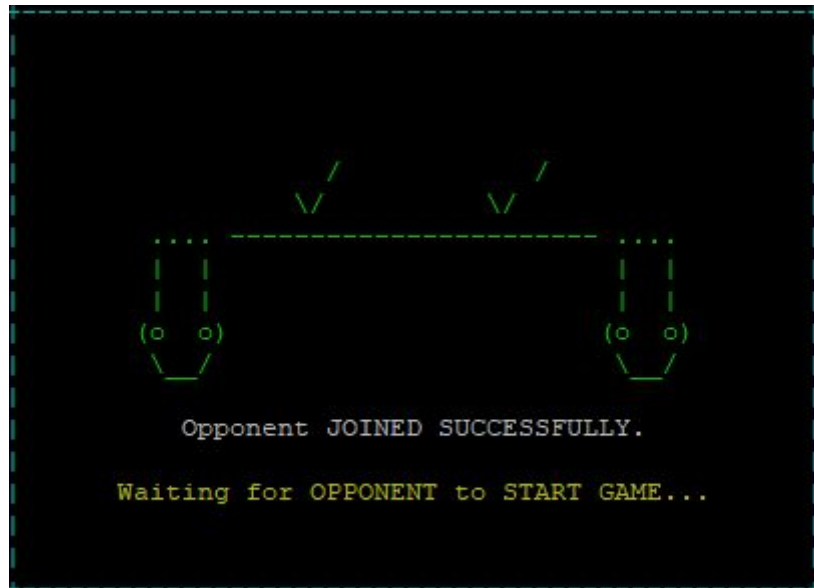 Opponent JOINED SUCCESSFULLY.
Waiting for OPPONENT to START GAME...